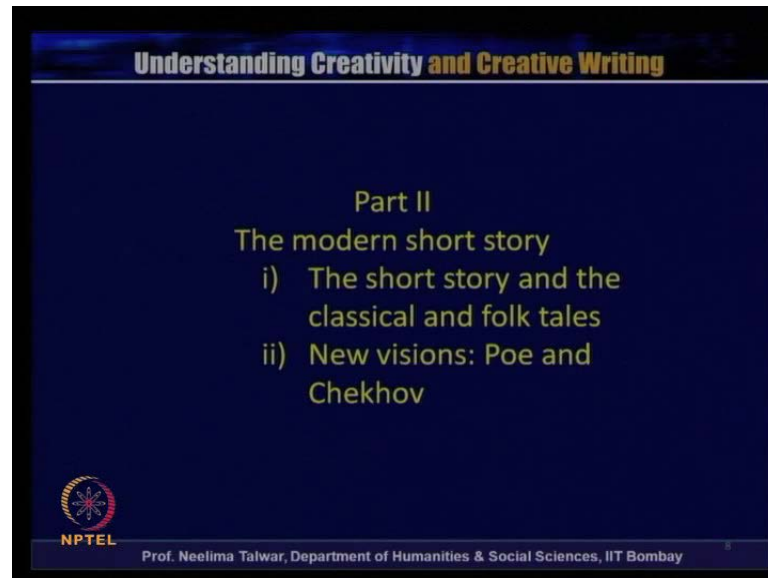 Understanding Creativity and Creative Writing
Part II
The modern short story
i) The short story and the
classical and folk tales
ii) New visions: Poe and
Chekhov
NPTEL
Prof. Neelima Talwar, Department of Humanities & Social Sciences, IIT Bombay